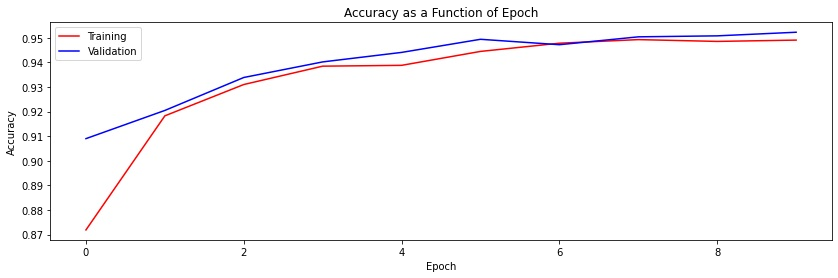 Accuracy as a Function of Epoch
Training
Validation
Accuracy
0.95
0.94
0.93
0.92
0.91
0.90
0.89
0.88
0.87
0 2 4 6 8
Epoch